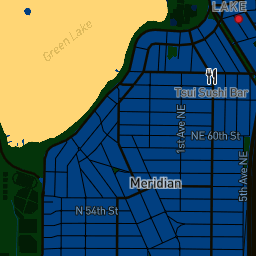 LAKE
Green Lake
Tsui Sushi Bar
1st Ave NE
NE 60th St
Meridian
5th Ave NE
N 54th St